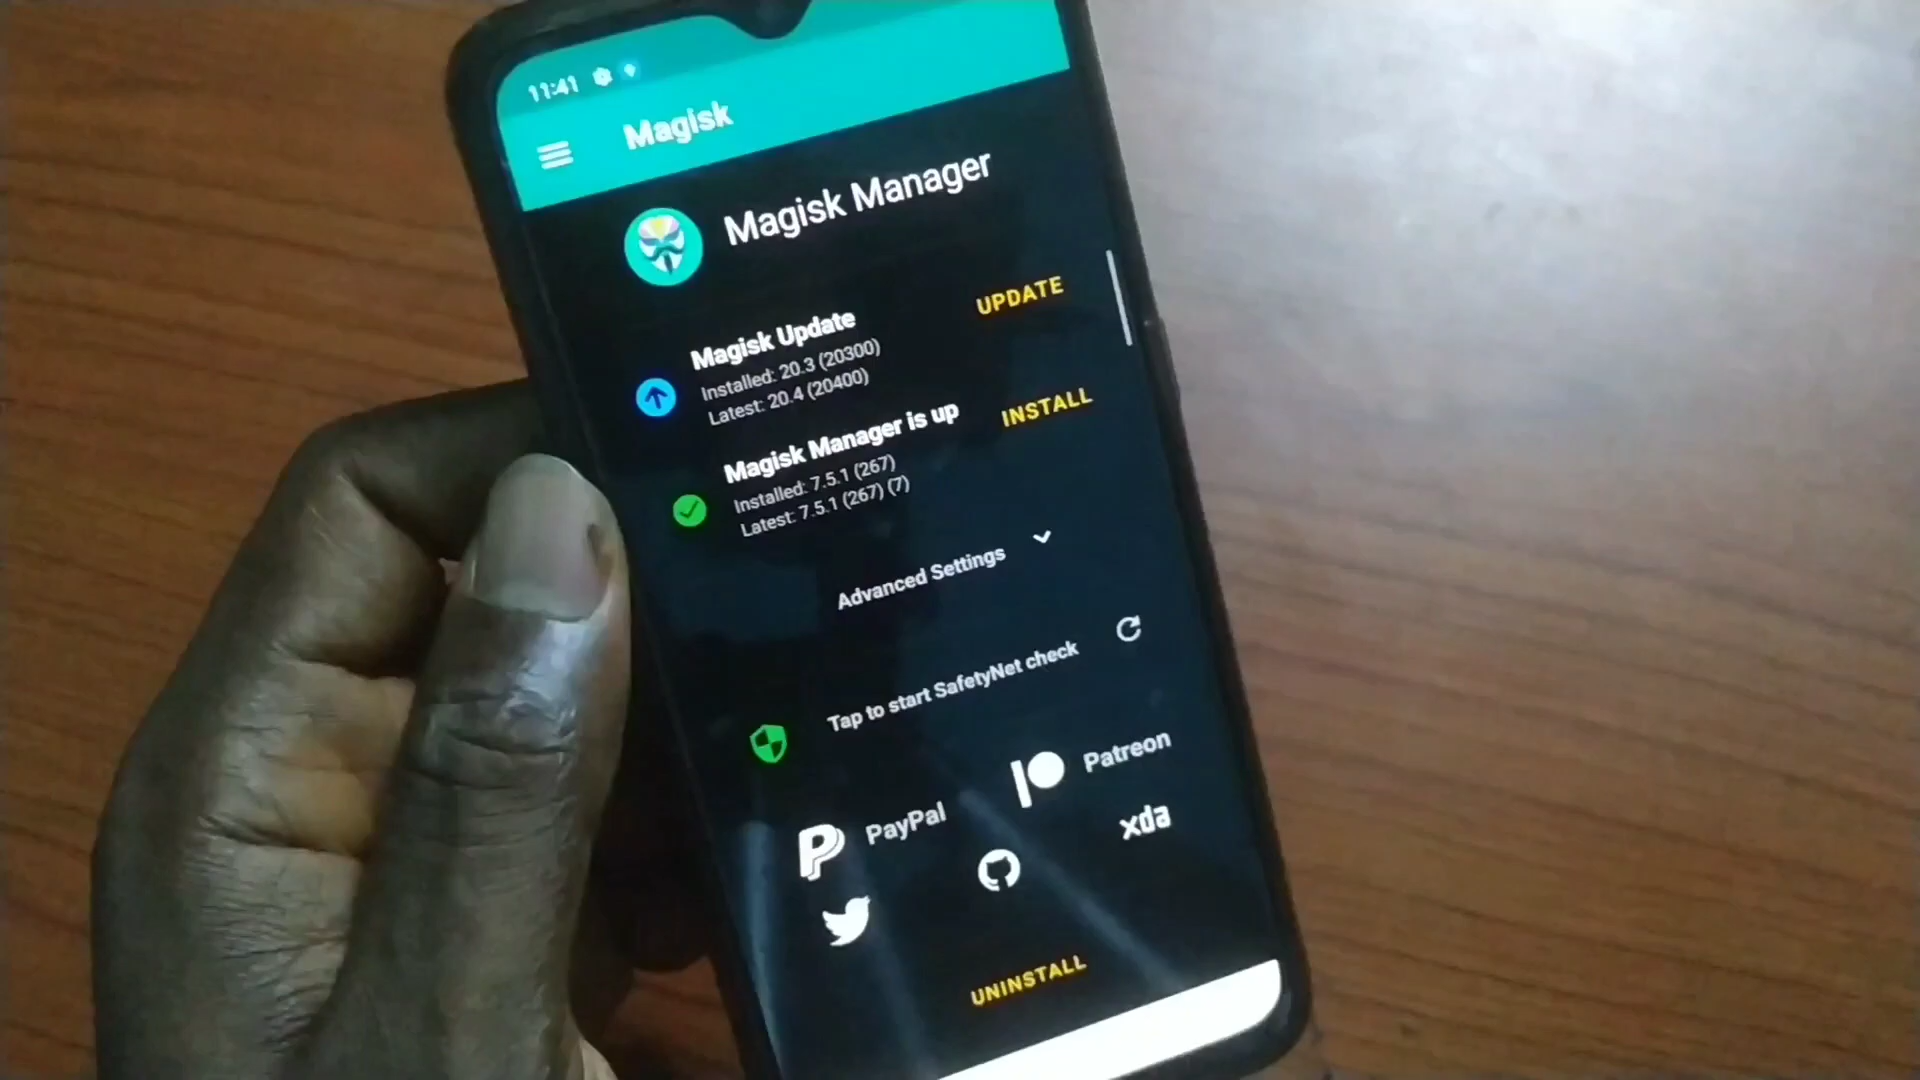 11:41
Magisk
Magisk Manager
Magisk Update
UPDATE
Installed: 20.3 (20300)
Latest: 20.4 (20400)
Magisk Manager is up
INSTALL
Installed: 7.5.1 (267)
Latest: 7.5.1 (267) (7)
Advanced Settings
Tap to start SafetyNet check
PayPal
Patreon
xda
UNINSTALL